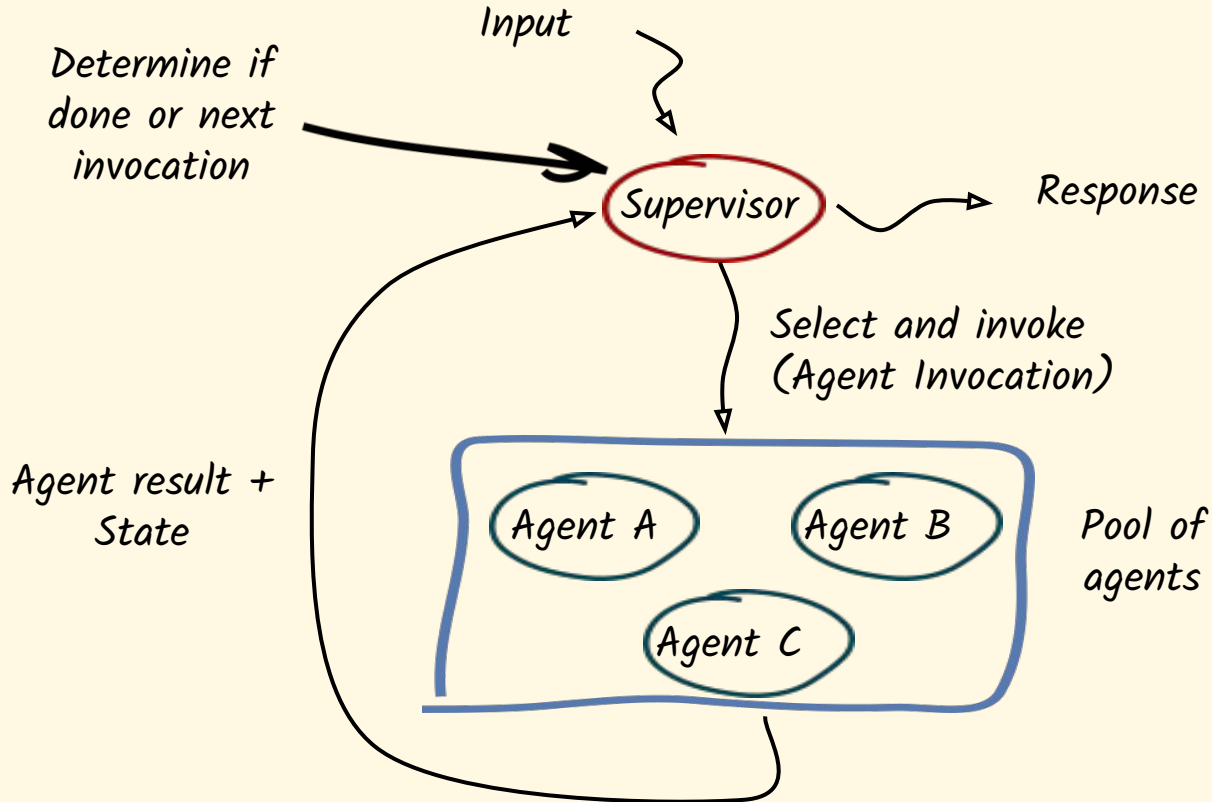 Input
Determine if
done or next
invocation
Supervisor
Response
Select and invoke
(Agent Invocation)
Agent result +
State
Agent A
Agent B
Pool of
agents
Agent C